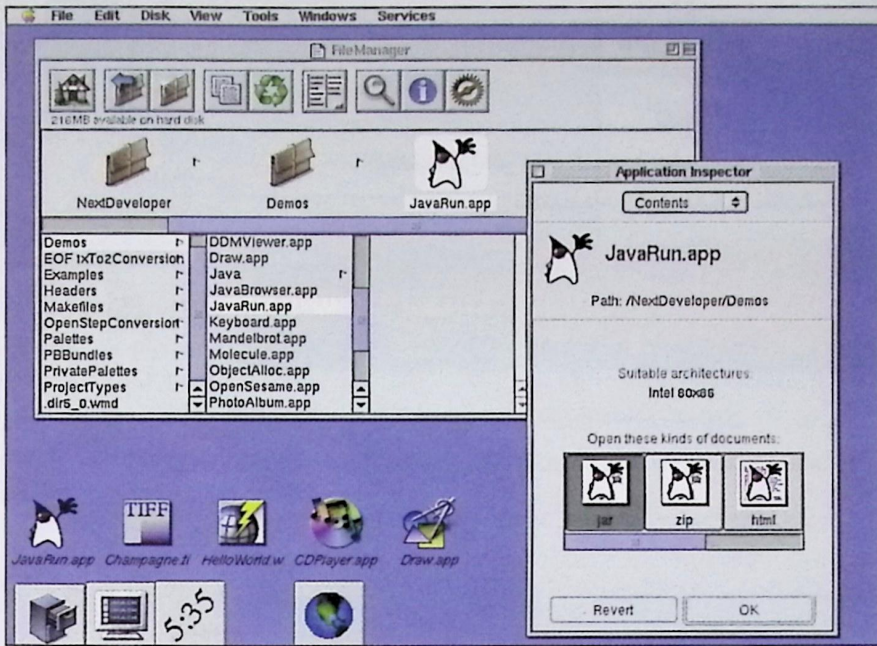 File Edit Disk View Tools Windows Services
FileManager
216MB available on hard disk
NextDeveloper
Demos
JavaRun.app
Demos
EOF 1xTo2Conversion
Examples
Headers
Makefiles
OpenStepConversion
Palettes
PBBundles
PrivatePalettes
ProjectTypes
.dir5_0.wmd
DDMViewer.app
Draw.app
Java
JavaBrowser.app
JavaRun.app
Keyboard.app
Mandelbrot.app
Molecule.app
ObjectAlloc.app
OpenSesame.app
PhotoAlbum.app
Application Inspector
Contents
JavaRun.app
Path: /NextDeveloper/Demos
Suitable architectures:
Intel 80x86
Open these kinds of documents:
jar
zip
html
Revert
OK
TIFF
JavaRun.app
Champagne.ti
HelloWorld.w
CDPlayer.app
Draw.app
5:35